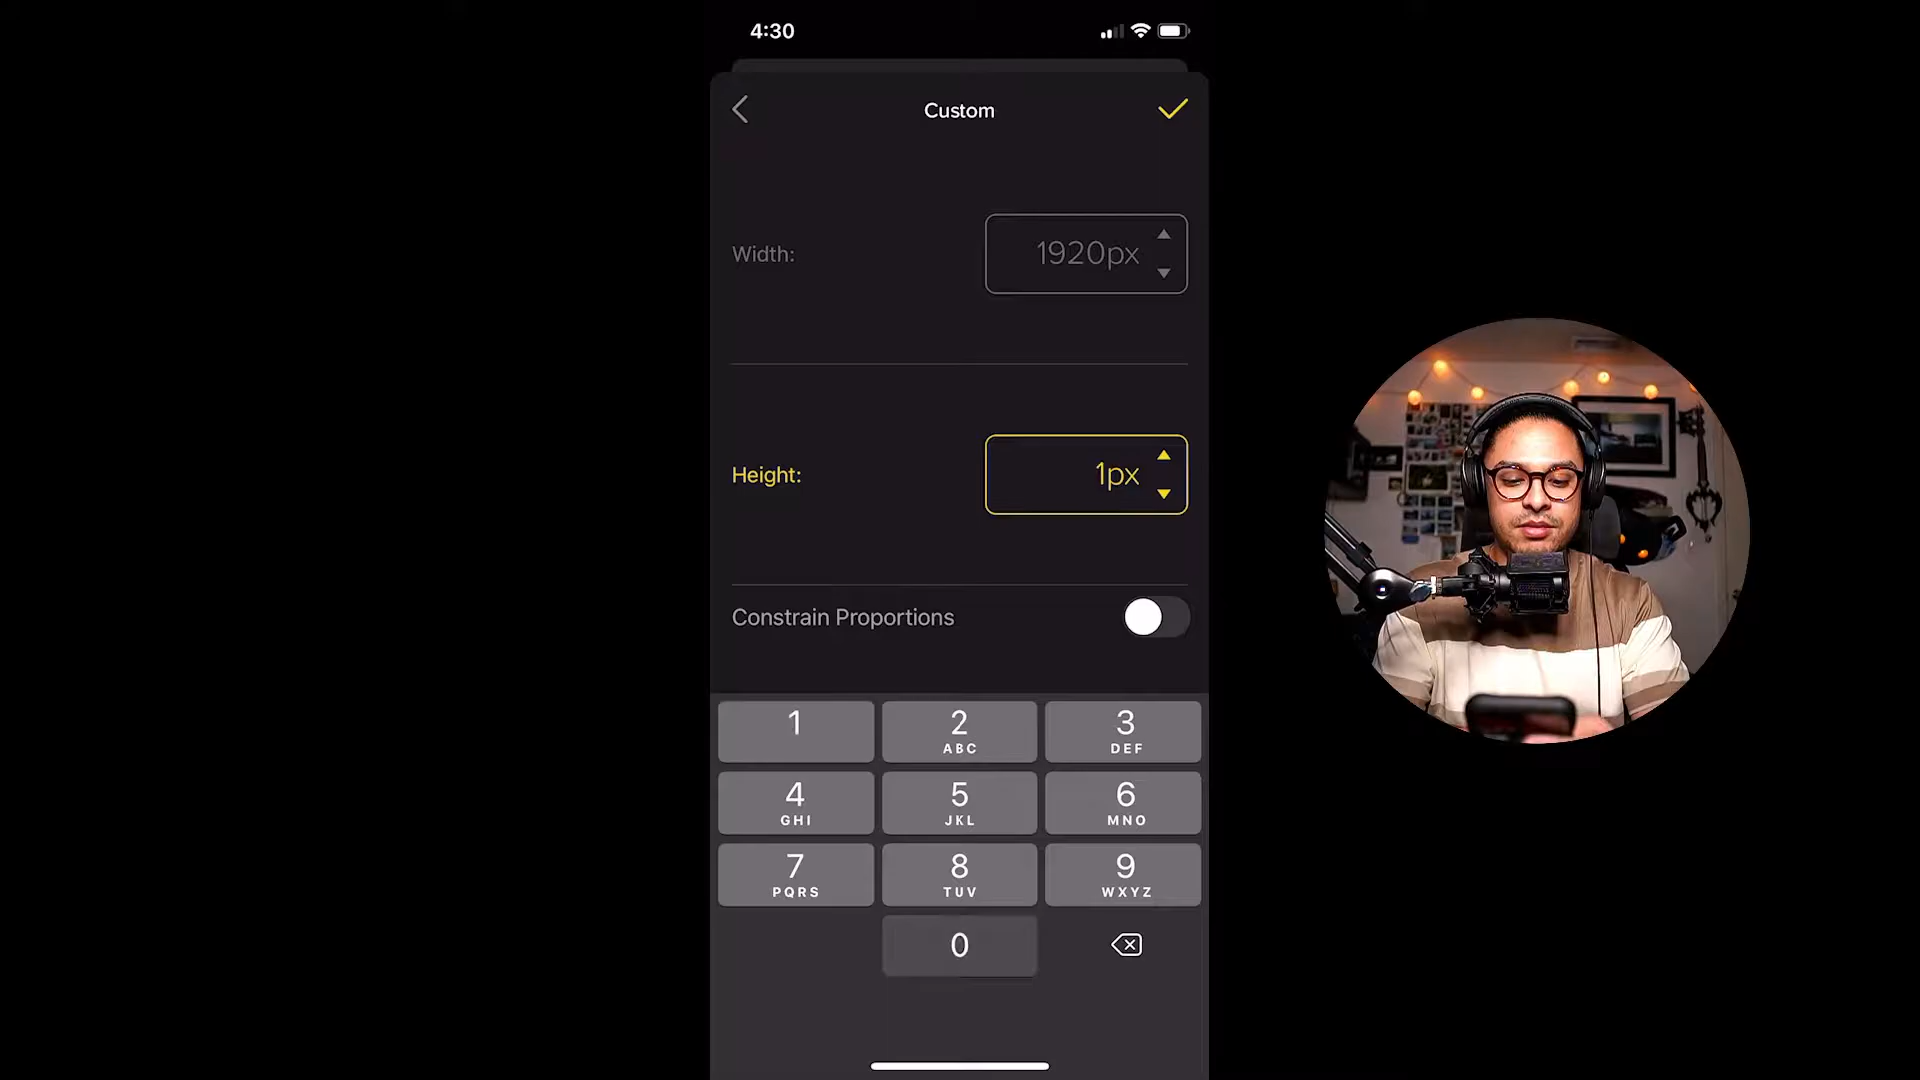 4:30
Custom
Width:
1920px
Height:
1px
Constrain Proportions
1
2
3
ABC
DEF
4
5
6
GHI
JKL
MNO
7
8
9
PQRS
TUV
WXYZ
0